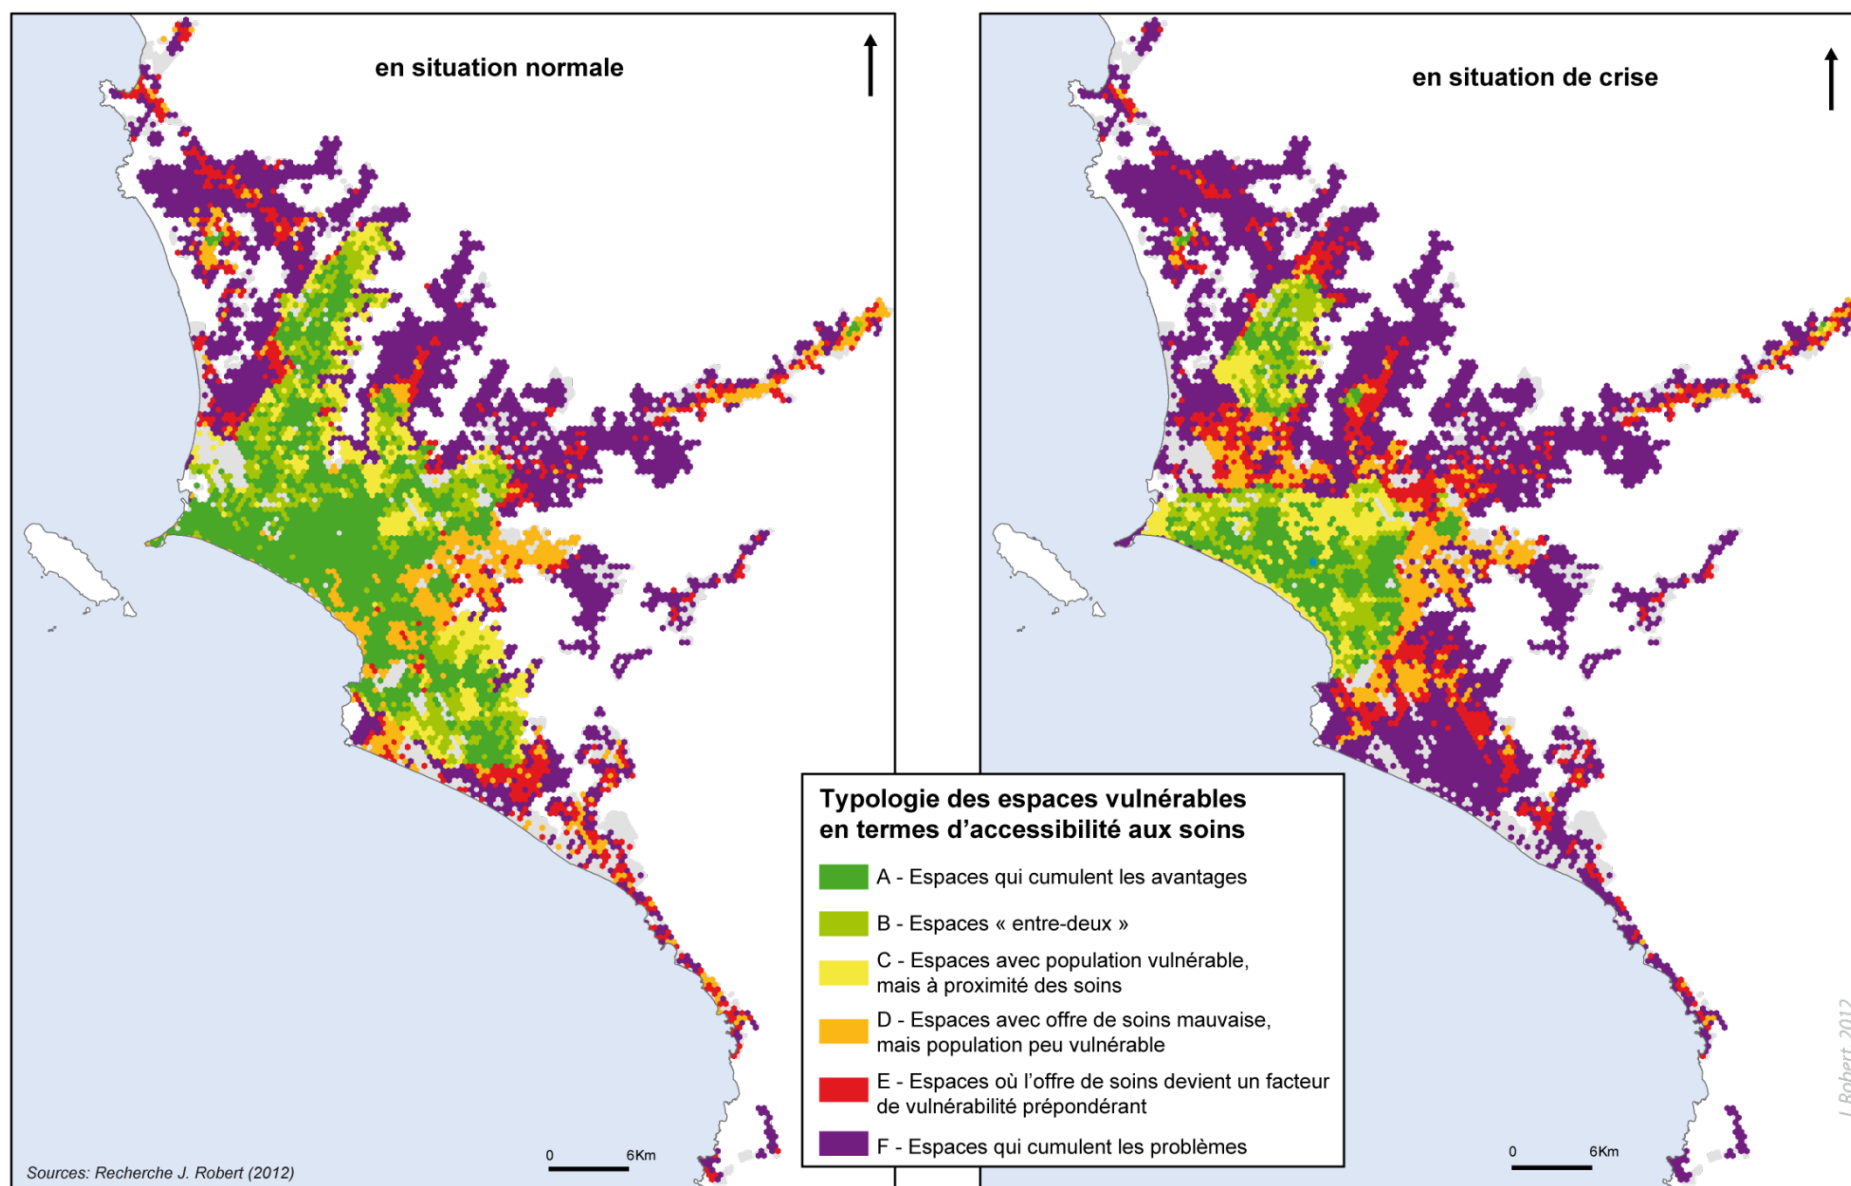 en situation normale
en situation de crise
Typologie des espaces vulnérables
en termes d'accessibilité aux soins
A - Espaces qui cumulent les avantages
B - Espaces « entre-deux »
C - Espaces avec population vulnérable,
mais à proximité des soins
D - Espaces avec offre de soins mauvaise,
mais population peu vulnérable
E - Espaces où l'offre de soins devient un facteur
de vulnérabilité prépondérant
F - Espaces qui cumulent les problèmes
0 6Km
0 6Km
Sources: Recherche J. Robert (2012)
J. Robert, 2012